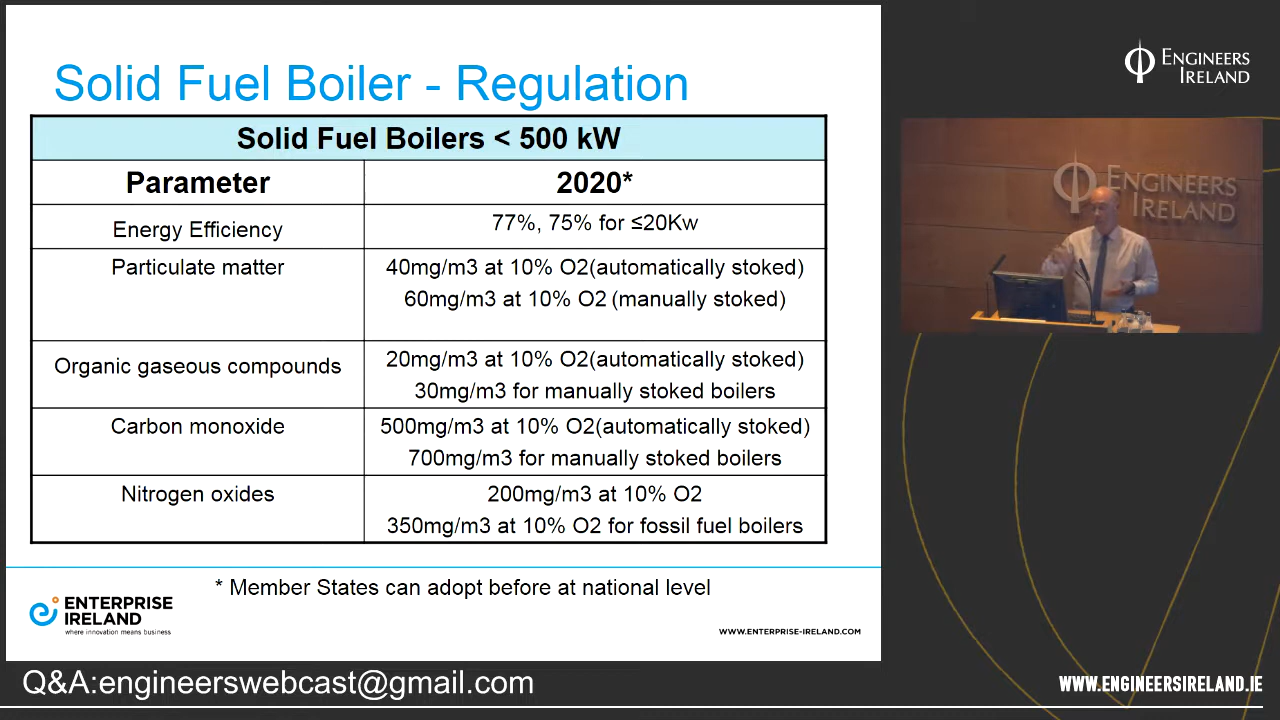 Solid Fuel Boiler - Regulation
Solid Fuel Boilers < 500 kW
Parameter
2020*
Energy Efficiency
77%, 75% for ≤20Kw
Particulate matter
40mg/m3 at 10% O2(automatically stoked)
60mg/m3 at 10% O2 (manually stoked)
Organic gaseous compounds
20mg/m3 at 10% O2(automatically stoked)
30mg/m3 for manually stoked boilers
Carbon monoxide
500mg/m3 at 10% O2(automatically stoked)
700mg/m3 for manually stoked boilers
Nitrogen oxides
200mg/m3 at 10% O2
350mg/m3 at 10% O2 for fossil fuel boilers
* Member States can adopt before at national level
ENTERPRISE
IRELAND
where innovation means business
WWW.ENTERPRISE-IRELAND.COM
ENGINEERS
IRELAND
ENGINEERS
IRELAND
Q&A:engineerswebcast@gmail.com
WWW.ENGINEERSIRELAND.IE